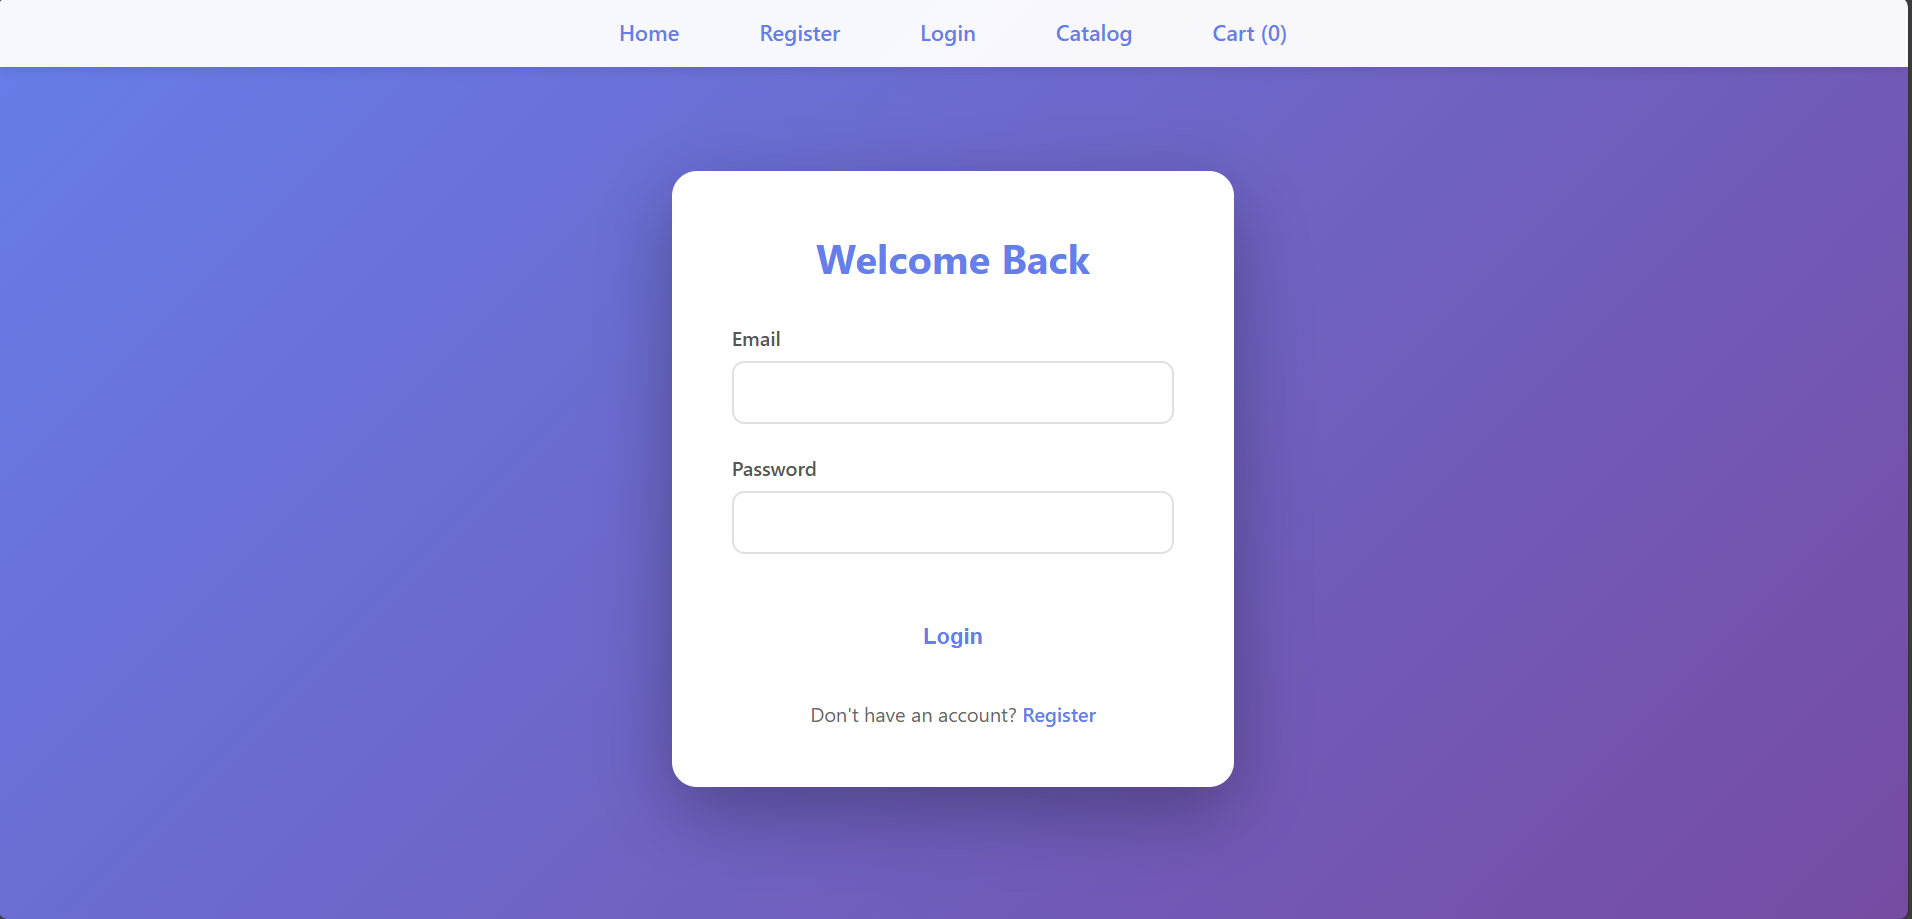 Home Register Login Catalog Cart (0)
Welcome Back
Email
Password
Login
Don't have an account? Register